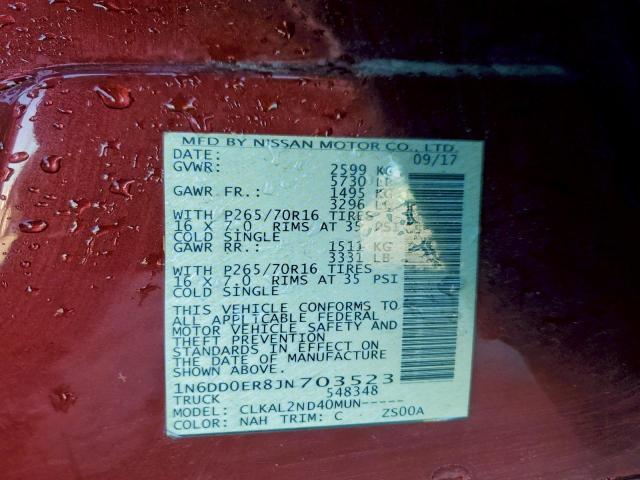 MFD BY NISSAN MOTOR CO., LTD.
DATE: 09/17
GVWR: 2599 KG
5730 LB
GAWR FR.: 1495 KG
3296 LB
WITH P265/70R16 TIRES
16 X 7.0 RIMS AT 35 PSI
COLD SINGLE
GAWR RR.: 1511 KG
3331 LB
WITH P265/70R16 TIRES
16 X 7.0 RIMS AT 35 PSI
COLD SINGLE
THIS VEHICLE CONFORMS TO
ALL APPLICABLE FEDERAL
MOTOR VEHICLE SAFETY AND
THEFT PREVENTION
STANDARDS IN EFFECT ON
THE DATE OF MANUFACTURE
SHOWN ABOVE.
1N6DD0ER8JN703523
TRUCK 548348
MODEL: CLKAL2ND40MUN-----
COLOR: NAH TRIM: C ZS00A